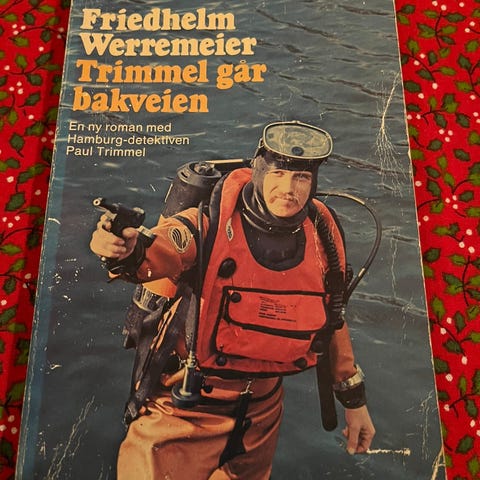 Friedhelm
Werremeier
Trimmel går
bakveien
En ny roman med
Hamburg-detektiven
Paul Trimmel